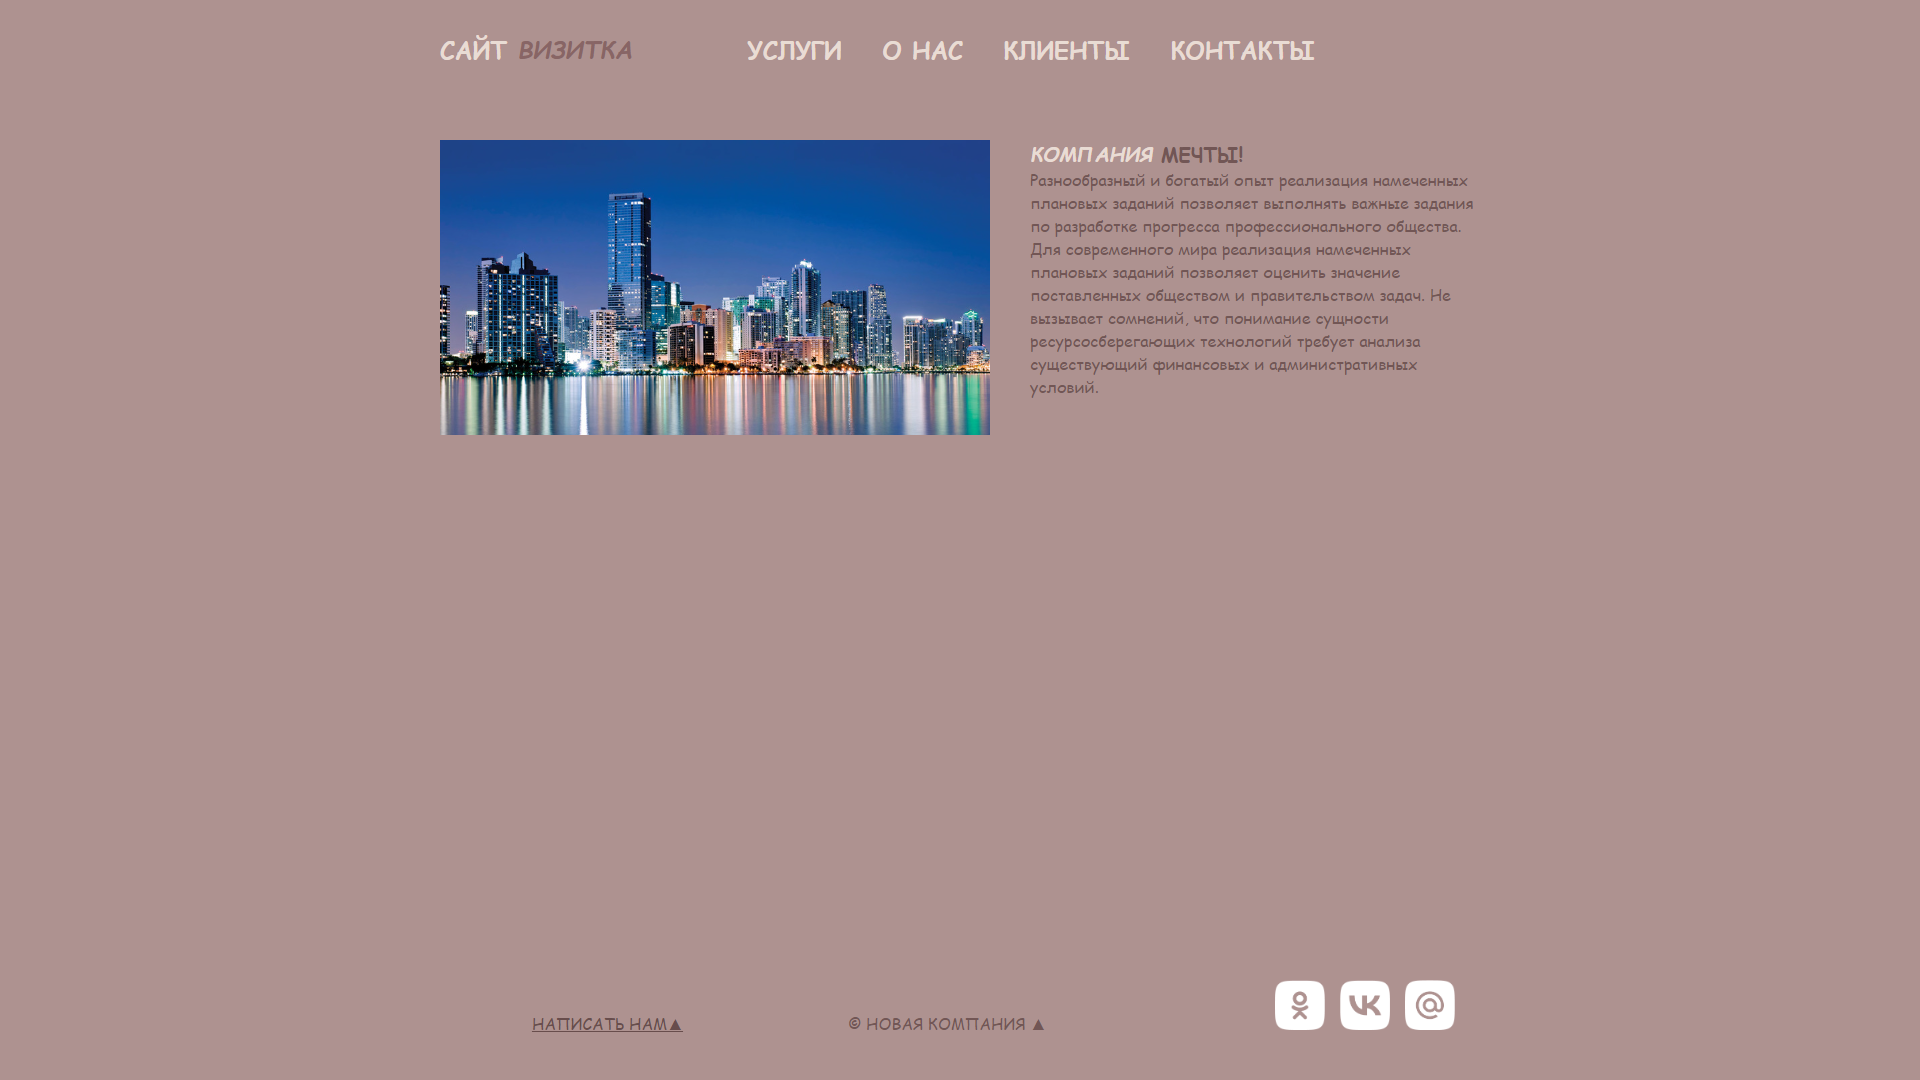 САЙТ ВИЗИТКА УСЛУГИ О НАС КЛИЕНТЫ КОНТАКТЫ
КОМПАНИЯ МЕЧТЫ!
Разнообразный и богатый опыт реализация намеченных
плановых заданий позволяет выполнять важные задания
по разработке прогресса профессионального общества.
Для современного мира реализация намеченных
плановых заданий позволяет оценить значение
поставленных обществом и правительством задач. Не
вызывает сомнений, что понимание сущности
ресурсосберегающих технологий требует анализа
существующий финансовых и административных
условий.
НАПИСАТЬ НАМ▲
© НОВАЯ КОМПАНИЯ ▲